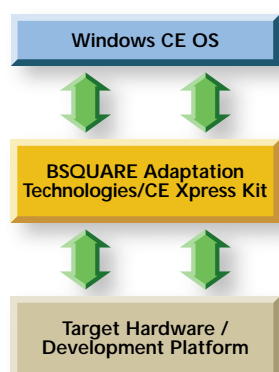 Windows CE OS
BSQUARE Adaptation
Technologies/CE Xpress Kit
Target Hardware /
Development Platform